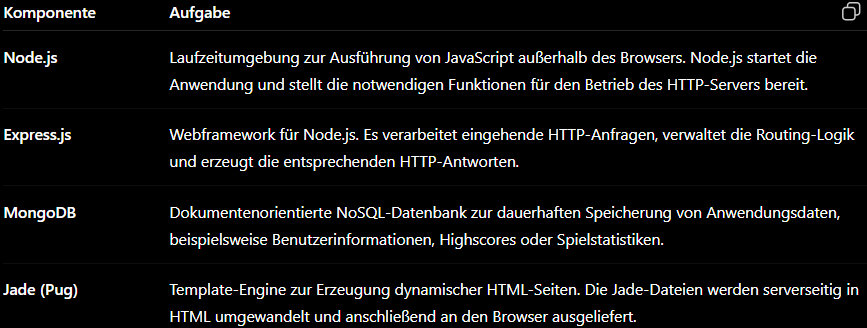 Komponente Aufgabe
Node.js Laufzeitumgebung zur Ausführung von JavaScript außerhalb des Browsers. Node.js startet die
Anwendung und stellt die notwendigen Funktionen für den Betrieb des HTTP-Servers bereit.
Express.js Webframework für Node.js. Es verarbeitet eingehende HTTP-Anfragen, verwaltet die Routing-Logik
und erzeugt die entsprechenden HTTP-Antworten.
MongoDB Dokumentenorientierte NoSQL-Datenbank zur dauerhaften Speicherung von Anwendungsdaten,
beispielsweise Benutzerinformationen, Highscores oder Spielstatistiken.
Jade (Pug) Template-Engine zur Erzeugung dynamischer HTML-Seiten. Die Jade-Dateien werden serverseitig in
HTML umgewandelt und anschließend an den Browser ausgeliefert.